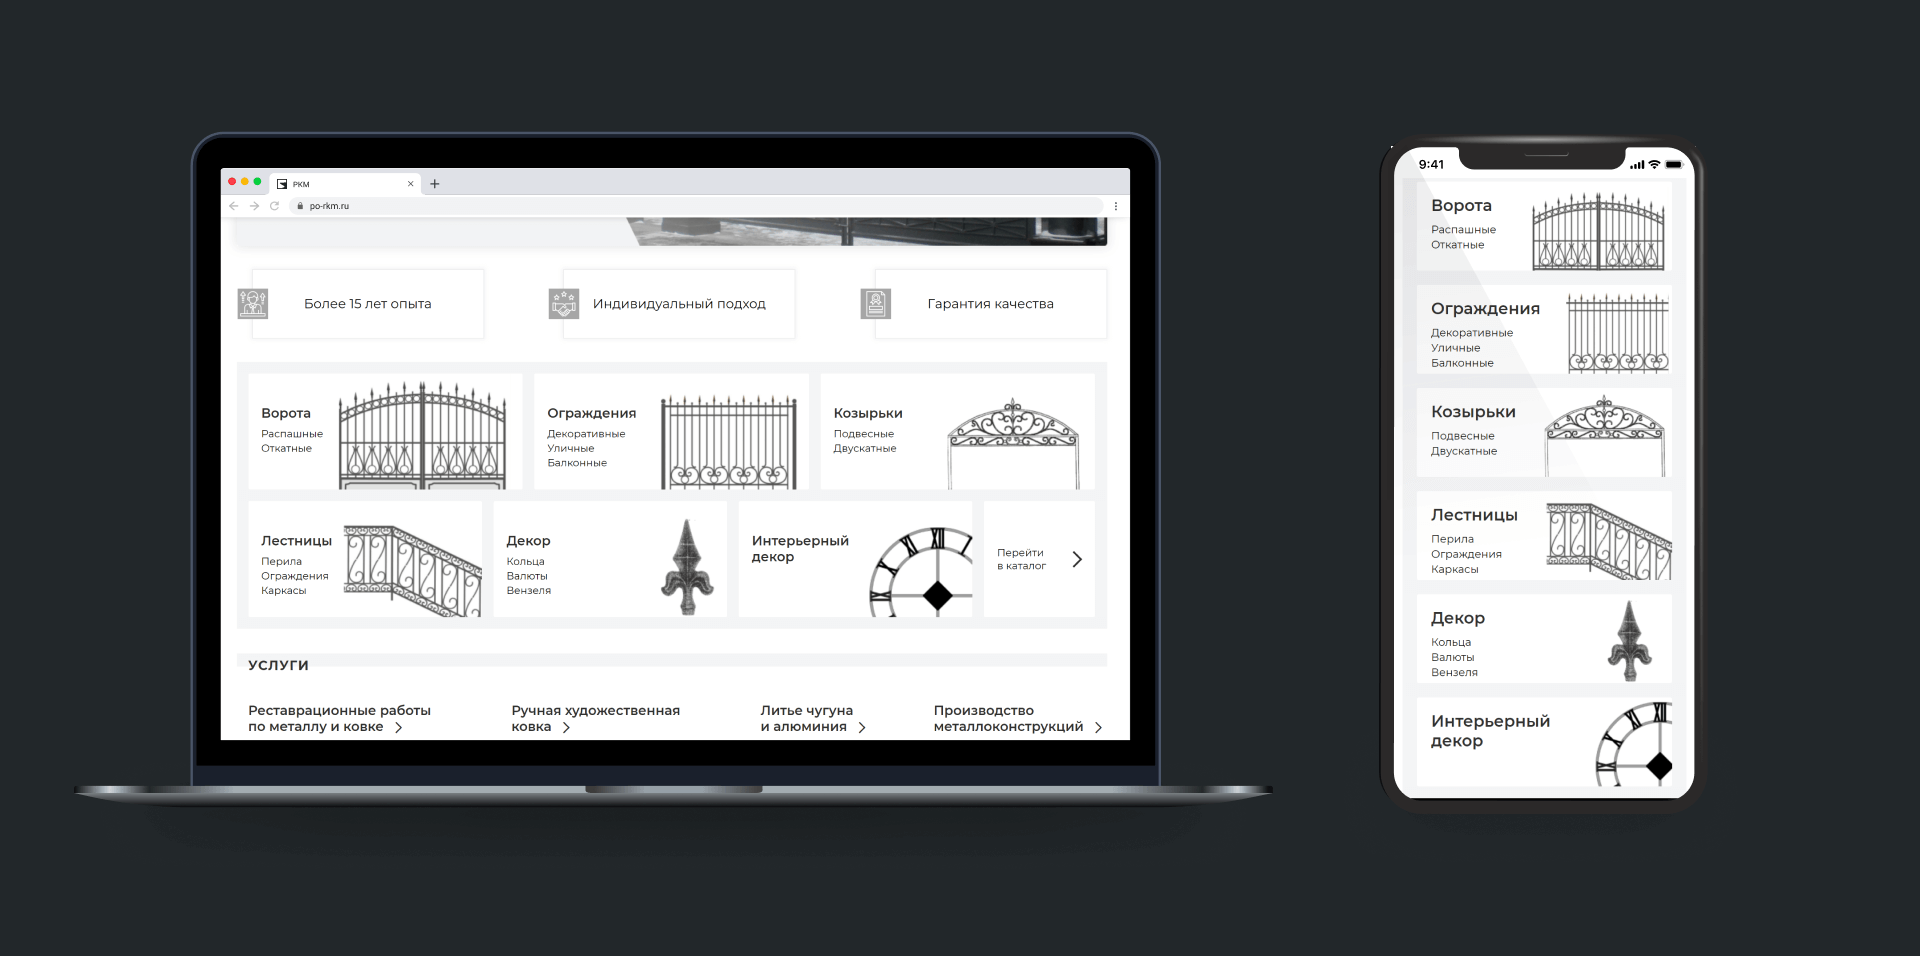 РКМ
po-rkm.ru
Более 15 лет опыта
Индивидуальный подход
Гарантия качества
Ворота
Распашные
Откатные
Ограждения
Декоративные
Уличные
Балконные
Козырьки
Подвесные
Двускатные
Лестницы
Перила
Ограждения
Каркасы
Декор
Кольца
Валюты
Вензеля
Интерьерный
декор
Перейти
в каталог
УСЛУГИ
Реставрационные работы
по металлу и ковке
Ручная художественная
ковка
Литье чугуна
и алюминия
Производство
металлоконструкций
9:41
Ворота
Распашные
Откатные
Ограждения
Декоративные
Уличные
Балконные
Козырьки
Подвесные
Двускатные
Лестницы
Перила
Ограждения
Каркасы
Декор
Кольца
Валюты
Вензеля
Интерьерный
декор